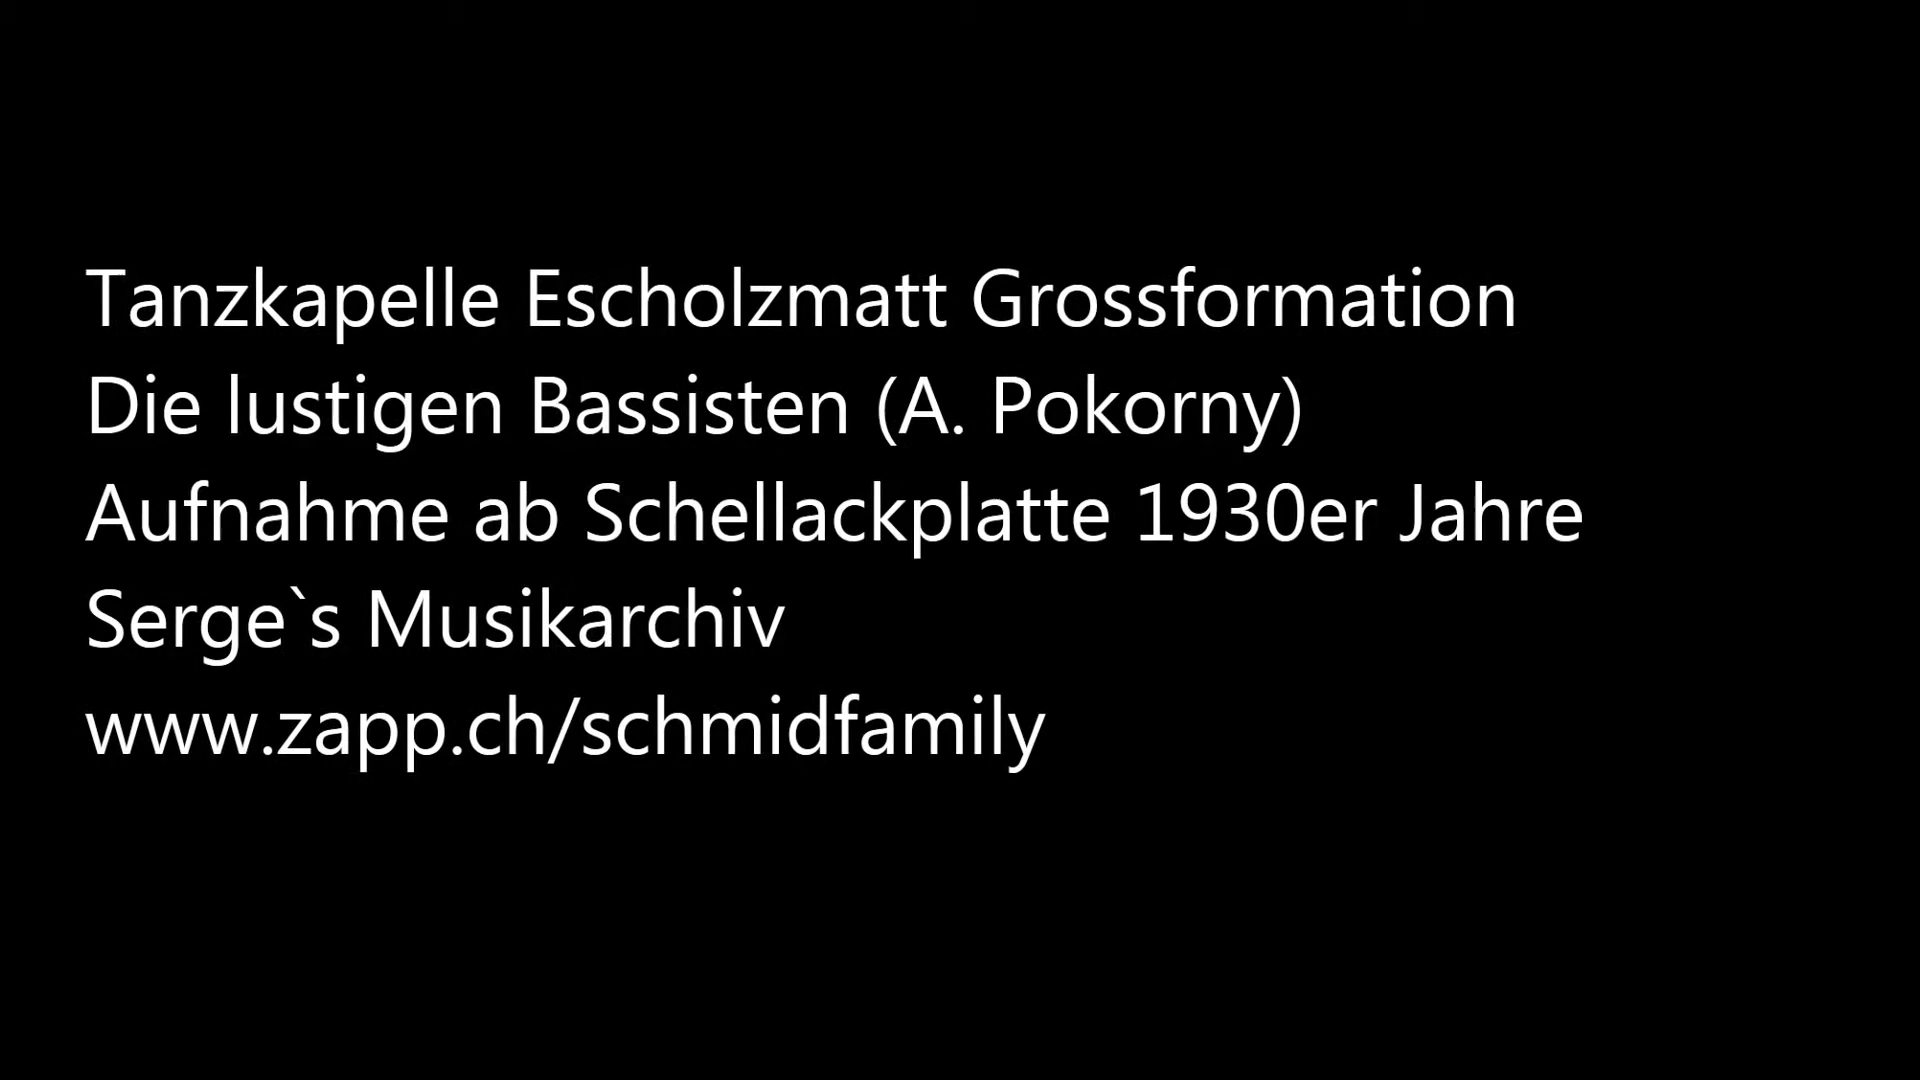 Tanzkapelle Escholzmatt Grossformation
Die lustigen Bassisten (A. Pokorny)
Aufnahme ab Schellackplatte 1930er Jahre
Serge`s Musikarchiv
www.zapp.ch/schmidfamily